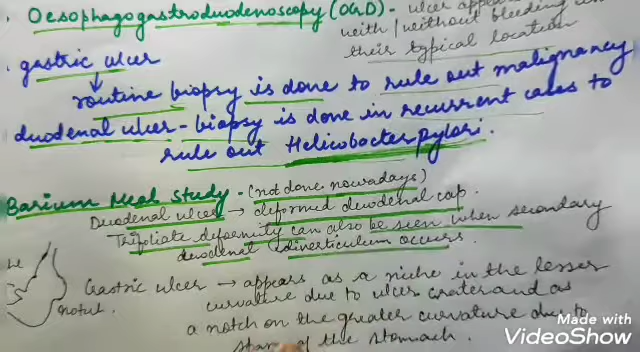 Oesophagogastroduodenoscopy (OGD) - ulcer appea
with/without bleeding
their typical location
. gastric ulcer
routine biopsy is done to rule out malignancy
duodenal ulcer - biopsy is done in recurrent cases to
rule out Helicobacter pylori.
Barium Meal Study - (not done nowadays)
Duodenal ulcer → deformed duodenal cap.
Trifoliate deformity can also be seen when secondary
duodenal diverticulum occurs.
Gastric ulcer → appears as a niche in the lesser
curvature due to ulcer crater and as
a notch on the greater curvature due to
of the stomach.
notch.
Made with
VideoShow